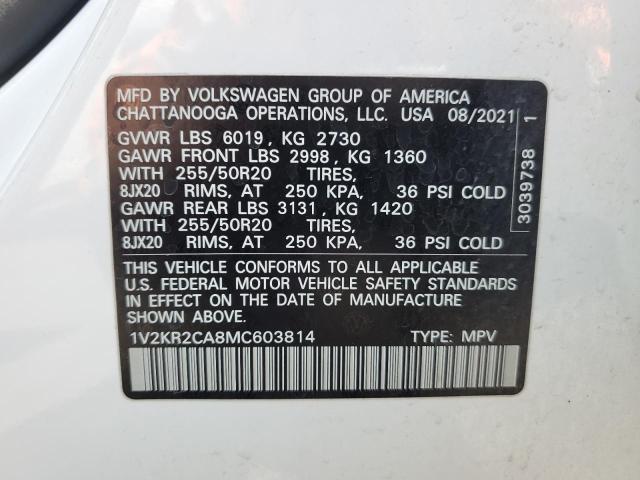 MFD BY VOLKSWAGEN GROUP OF AMERICA
CHATTANOOGA OPERATIONS, LLC. USA 08/2021
GVWR LBS 6019, KG 2730
GAWR FRONT LBS 2998, KG 1360
WITH 255/50R20 TIRES,
8JX20 RIMS, AT 250 KPA, 36 PSI COLD
GAWR REAR LBS 3131, KG 1420
WITH 255/50R20 TIRES,
8JX20 RIMS, AT 250 KPA, 36 PSI COLD
THIS VEHICLE CONFORMS TO ALL APPLICABLE
U.S. FEDERAL MOTOR VEHICLE SAFETY STANDARDS
IN EFFECT ON THE DATE OF MANUFACTURE
SHOWN ABOVE.
1V2KR2CA8MC603814 TYPE: MPV
3039738 1